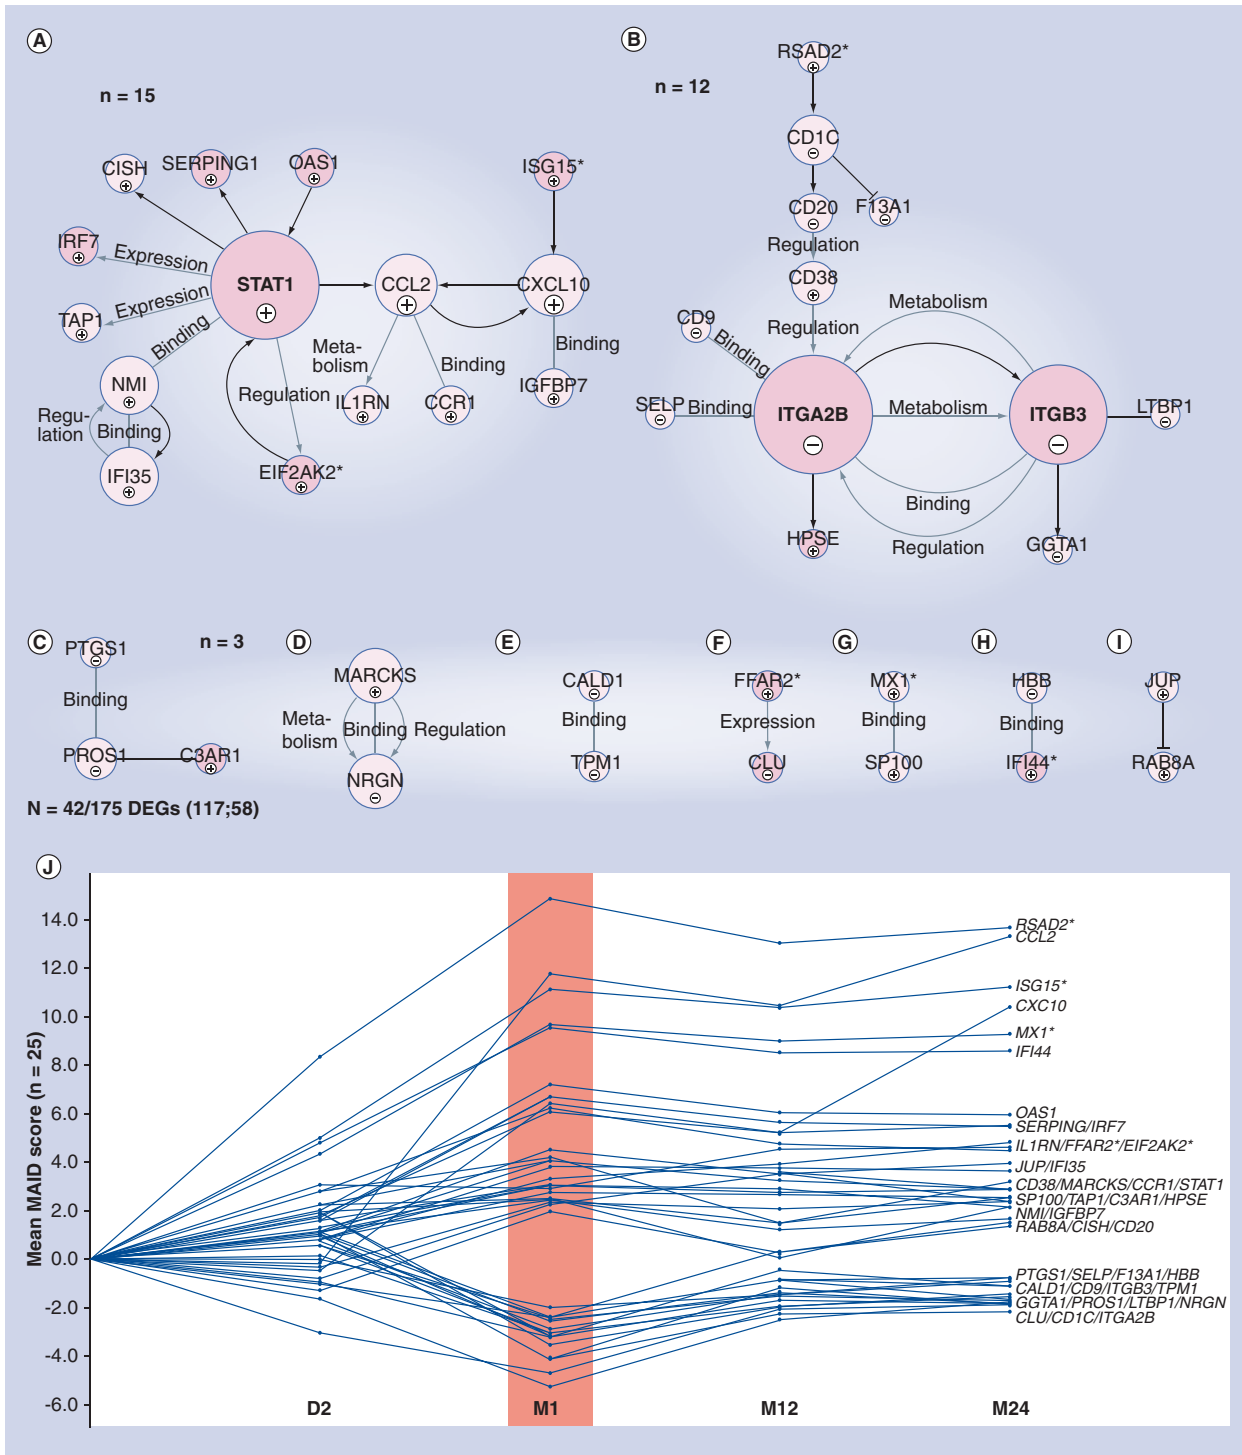 A
n = 15
CISH
SERPING1
OAS1
ISG15*
IRF7
Expression
STAT1
CCL2
CXCL10
TAP1
Expression
Binding
NMI
Regu-
lation
Binding
IFI35
Regulation
EIF2AK2*
Meta-
bolism
IL1RN
Binding
CCR1
Binding
IGFBP7
B
n = 12
RSAD2*
CD1C
CD20
F13A1
Regulation
CD38
Regulation
Metabolism
CD9
Binding
SELP
Binding
ITGA2B
Metabolism
ITGB3
LTBP1
Binding
Regulation
HPSE
GGTA1
C
n = 3
PTGS1
Binding
PROS1
C3AR1
D
MARCKS
Meta-
bolism
Binding
Regulation
NRGN
E
CALD1
Binding
TPM1
F
FFAR2*
Expression
CLU
G
MX1*
Binding
SP100
H
HBB
Binding
IFI44*
I
JUP
RAB8A
N = 42/175 DEGs (117;58)
J
Mean MAID score (n = 25)
14.0
12.0
10.0
8.0
6.0
4.0
2.0
0.0
-2.0
-4.0
-6.0
D2
M1
M12
M24
RSAD2*
CCL2
ISG15*
CXC10
MX1*
IFI44
OAS1
SERPING/IRF7
IL1RN/FFAR2*/EIF2AK2*
JUP/IFI35
CD38/MARCKS/CCR1/STAT1
SP100/TAP1/C3AR1/HPSE
NMI/IGFBP7
RAB8A/CISH/CD20
PTGS1/SELP/F13A1/HBB
CALD1/CD9/ITGB3/TPM1
GGTA1/PROS1/LTBP1/NRGN
CLU/CD1C/ITGA2B